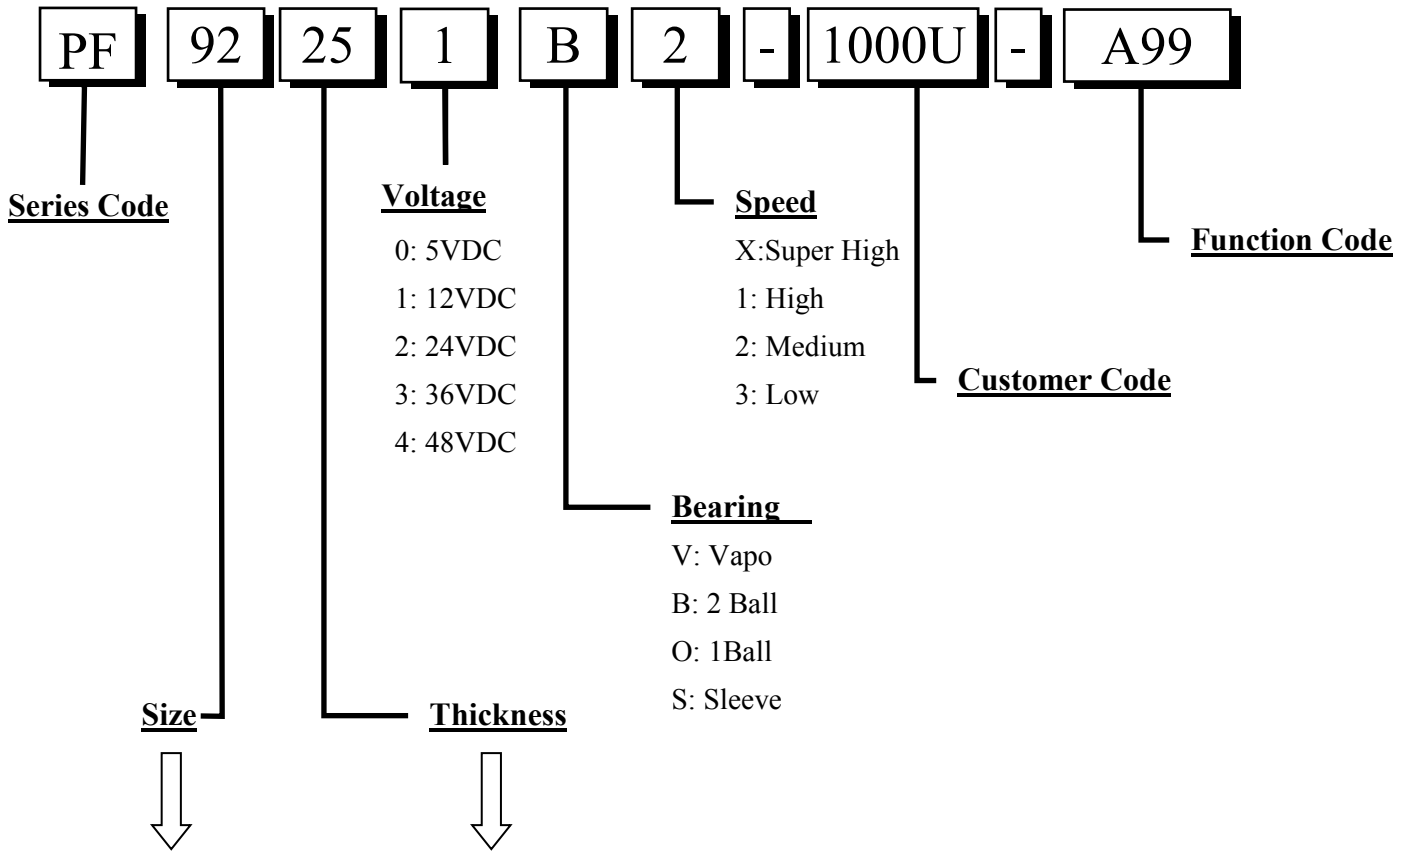 PF 92 25 1 B 2 - 1000U - A99
Series Code
Voltage
0: 5VDC
1: 12VDC
2: 24VDC
3: 36VDC
4: 48VDC
Speed
X:Super High
1: High
2: Medium
3: Low
Function Code
Customer Code
Bearing
V: Vapo
B: 2 Ball
O: 1Ball
S: Sleeve
Size
Thickness